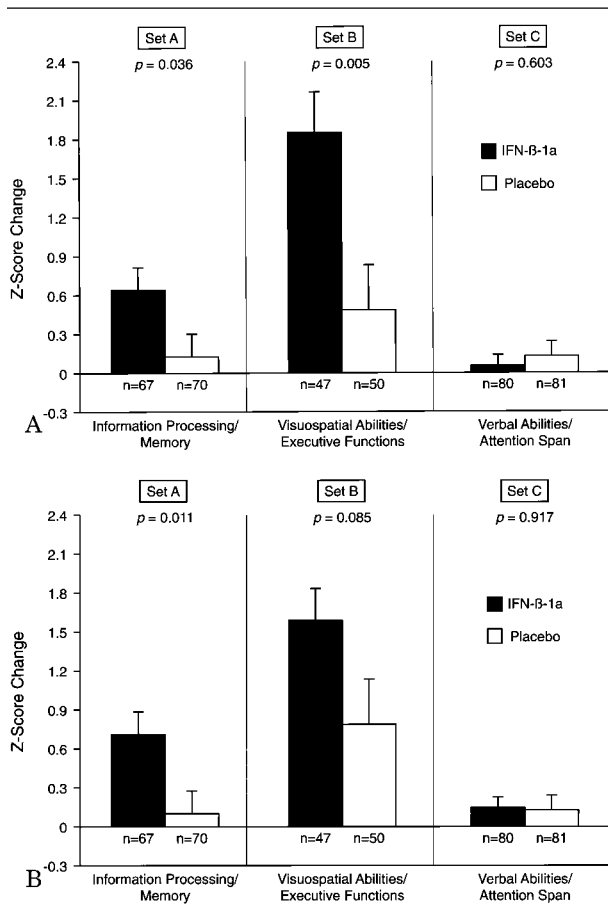 Set A
Set B
Set C
p = 0.036
p = 0.005
p = 0.603
2.4
2.1
1.8
1.5
1.2
0.9
0.6
0.3
0
-0.3
Z-Score Change
IFN-ß-1a
Placebo
n=67 n=70
n=47 n=50
n=80 n=81
A
Information Processing/
Memory
Visuospatial Abilities/
Executive Functions
Verbal Abilities/
Attention Span
Set A
Set B
Set C
p = 0.011
p = 0.085
p = 0.917
2.4
2.1
1.8
1.5
1.2
0.9
0.6
0.3
0
-0.3
Z-Score Change
IFN-ß-1a
Placebo
n=67 n=70
n=47 n=50
n=80 n=81
B
Information Processing/
Memory
Visuospatial Abilities/
Executive Functions
Verbal Abilities/
Attention Span